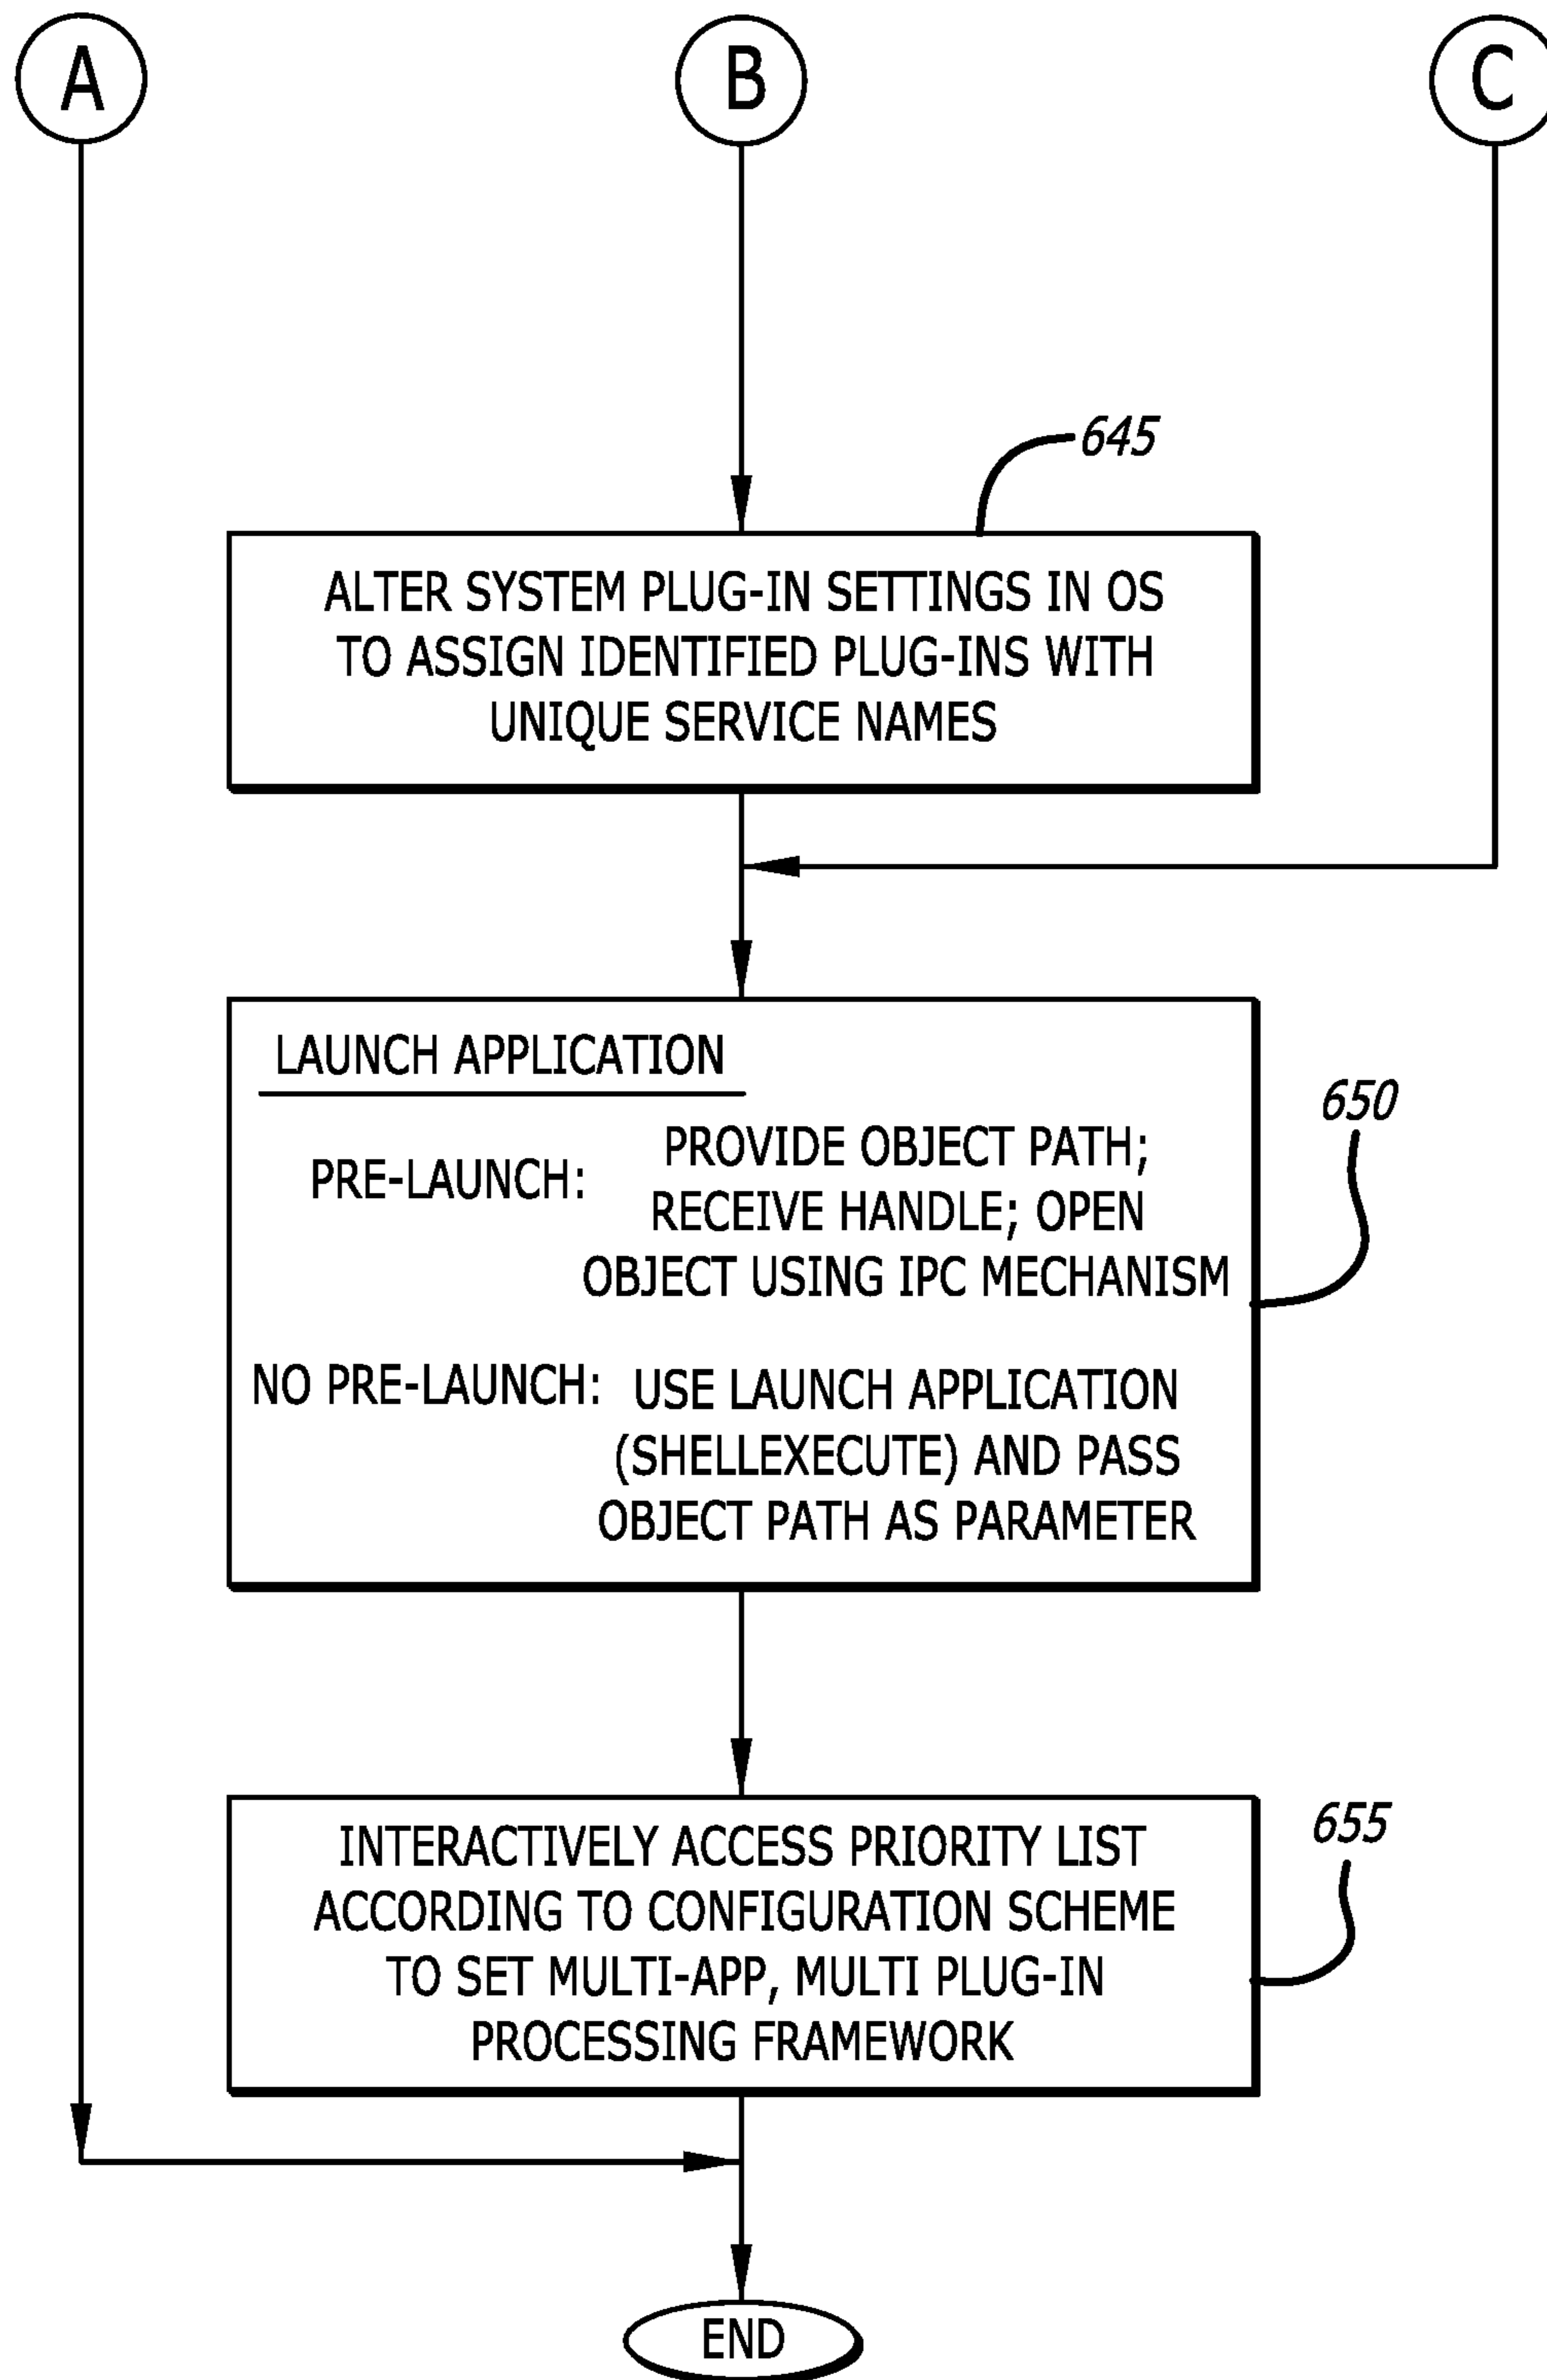 A
B
C
645
ALTER SYSTEM PLUG-IN SETTINGS IN OS
TO ASSIGN IDENTIFIED PLUG-INS WITH
UNIQUE SERVICE NAMES
LAUNCH APPLICATION
650
PRE-LAUNCH:
PROVIDE OBJECT PATH;
RECEIVE HANDLE; OPEN
OBJECT USING IPC MECHANISM
NO PRE-LAUNCH:
USE LAUNCH APPLICATION
(SHELLEXECUTE) AND PASS
OBJECT PATH AS PARAMETER
655
INTERACTIVELY ACCESS PRIORITY LIST
ACCORDING TO CONFIGURATION SCHEME
TO SET MULTI-APP, MULTI PLUG-IN
PROCESSING FRAMEWORK
END